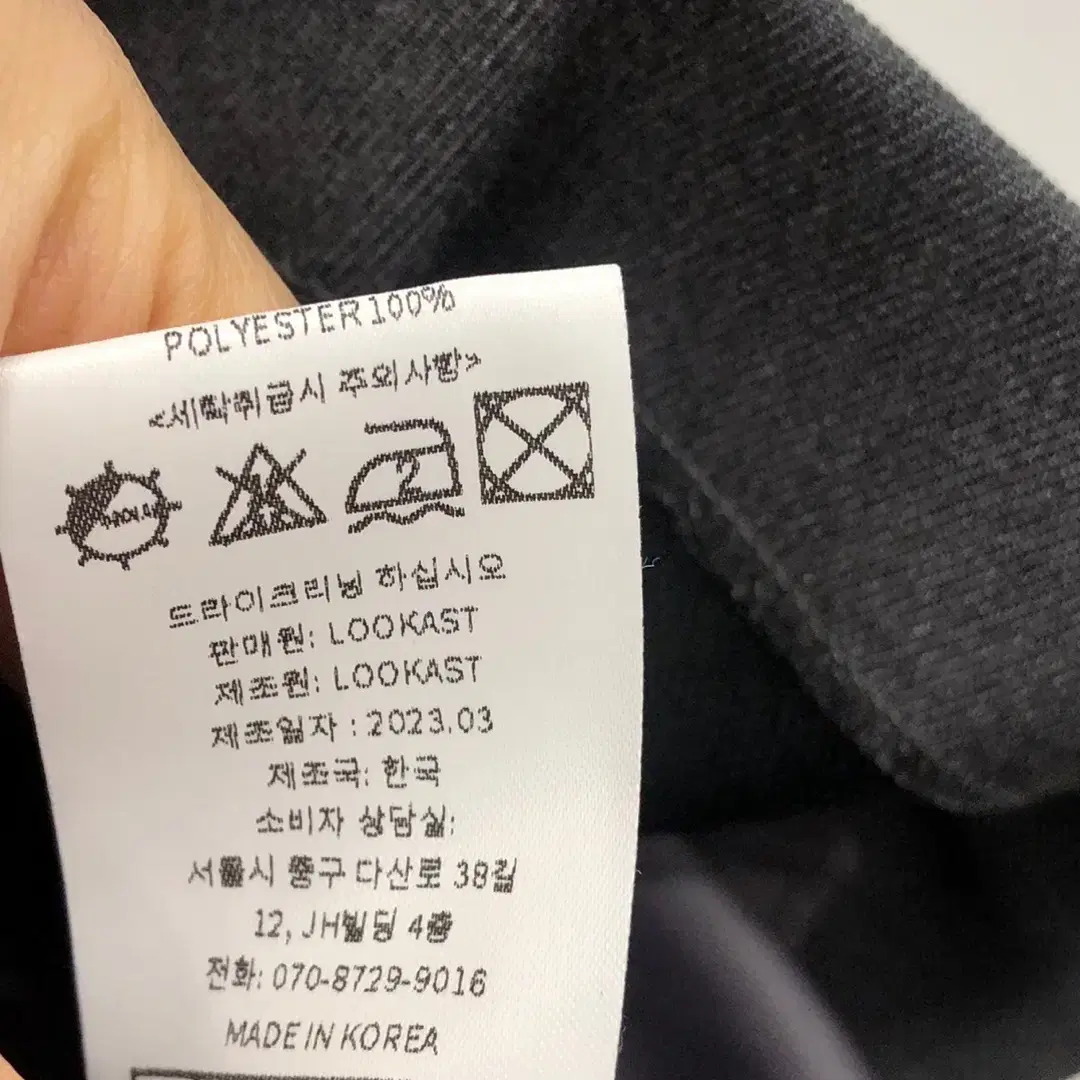 POLYESTER 100%
<세탁취급시 주의사항>
2
드라이크리닝 하십시오
판매원: LOOKAST
제조원: LOOKAST
제조일자 : 2023.03
제조국: 한국
소비자 상담실:
서울시 중구 다산로 38길
12, JH빌딩 4층
전화: 070-8729-9016
MADE IN KOREA